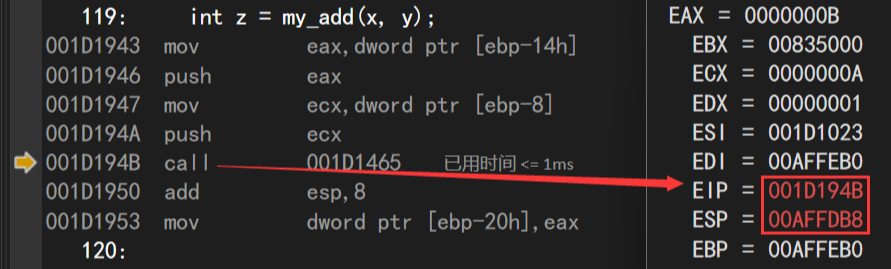 119: int z = my_add(x, y);
001D1943 mov eax,dword ptr [ebp-14h]
001D1946 push eax
001D1947 mov ecx,dword ptr [ebp-8]
001D194A push ecx
001D194B call 001D1465 已用时间 <= 1ms
001D1950 add esp,8
001D1953 mov dword ptr [ebp-20h],eax
120:
EAX = 0000000B
EBX = 00835000
ECX = 0000000A
EDX = 00000001
ESI = 001D1023
EDI = 00AFFEB0
EIP = 001D194B
ESP = 00AFFDB8
EBP = 00AFFEB0